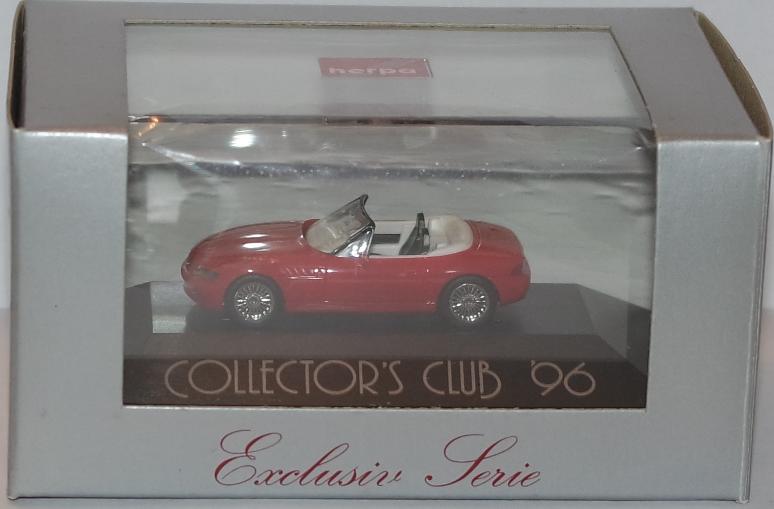 herpa
COLLECTOR'S CLUB '96
Exclusiv Serie